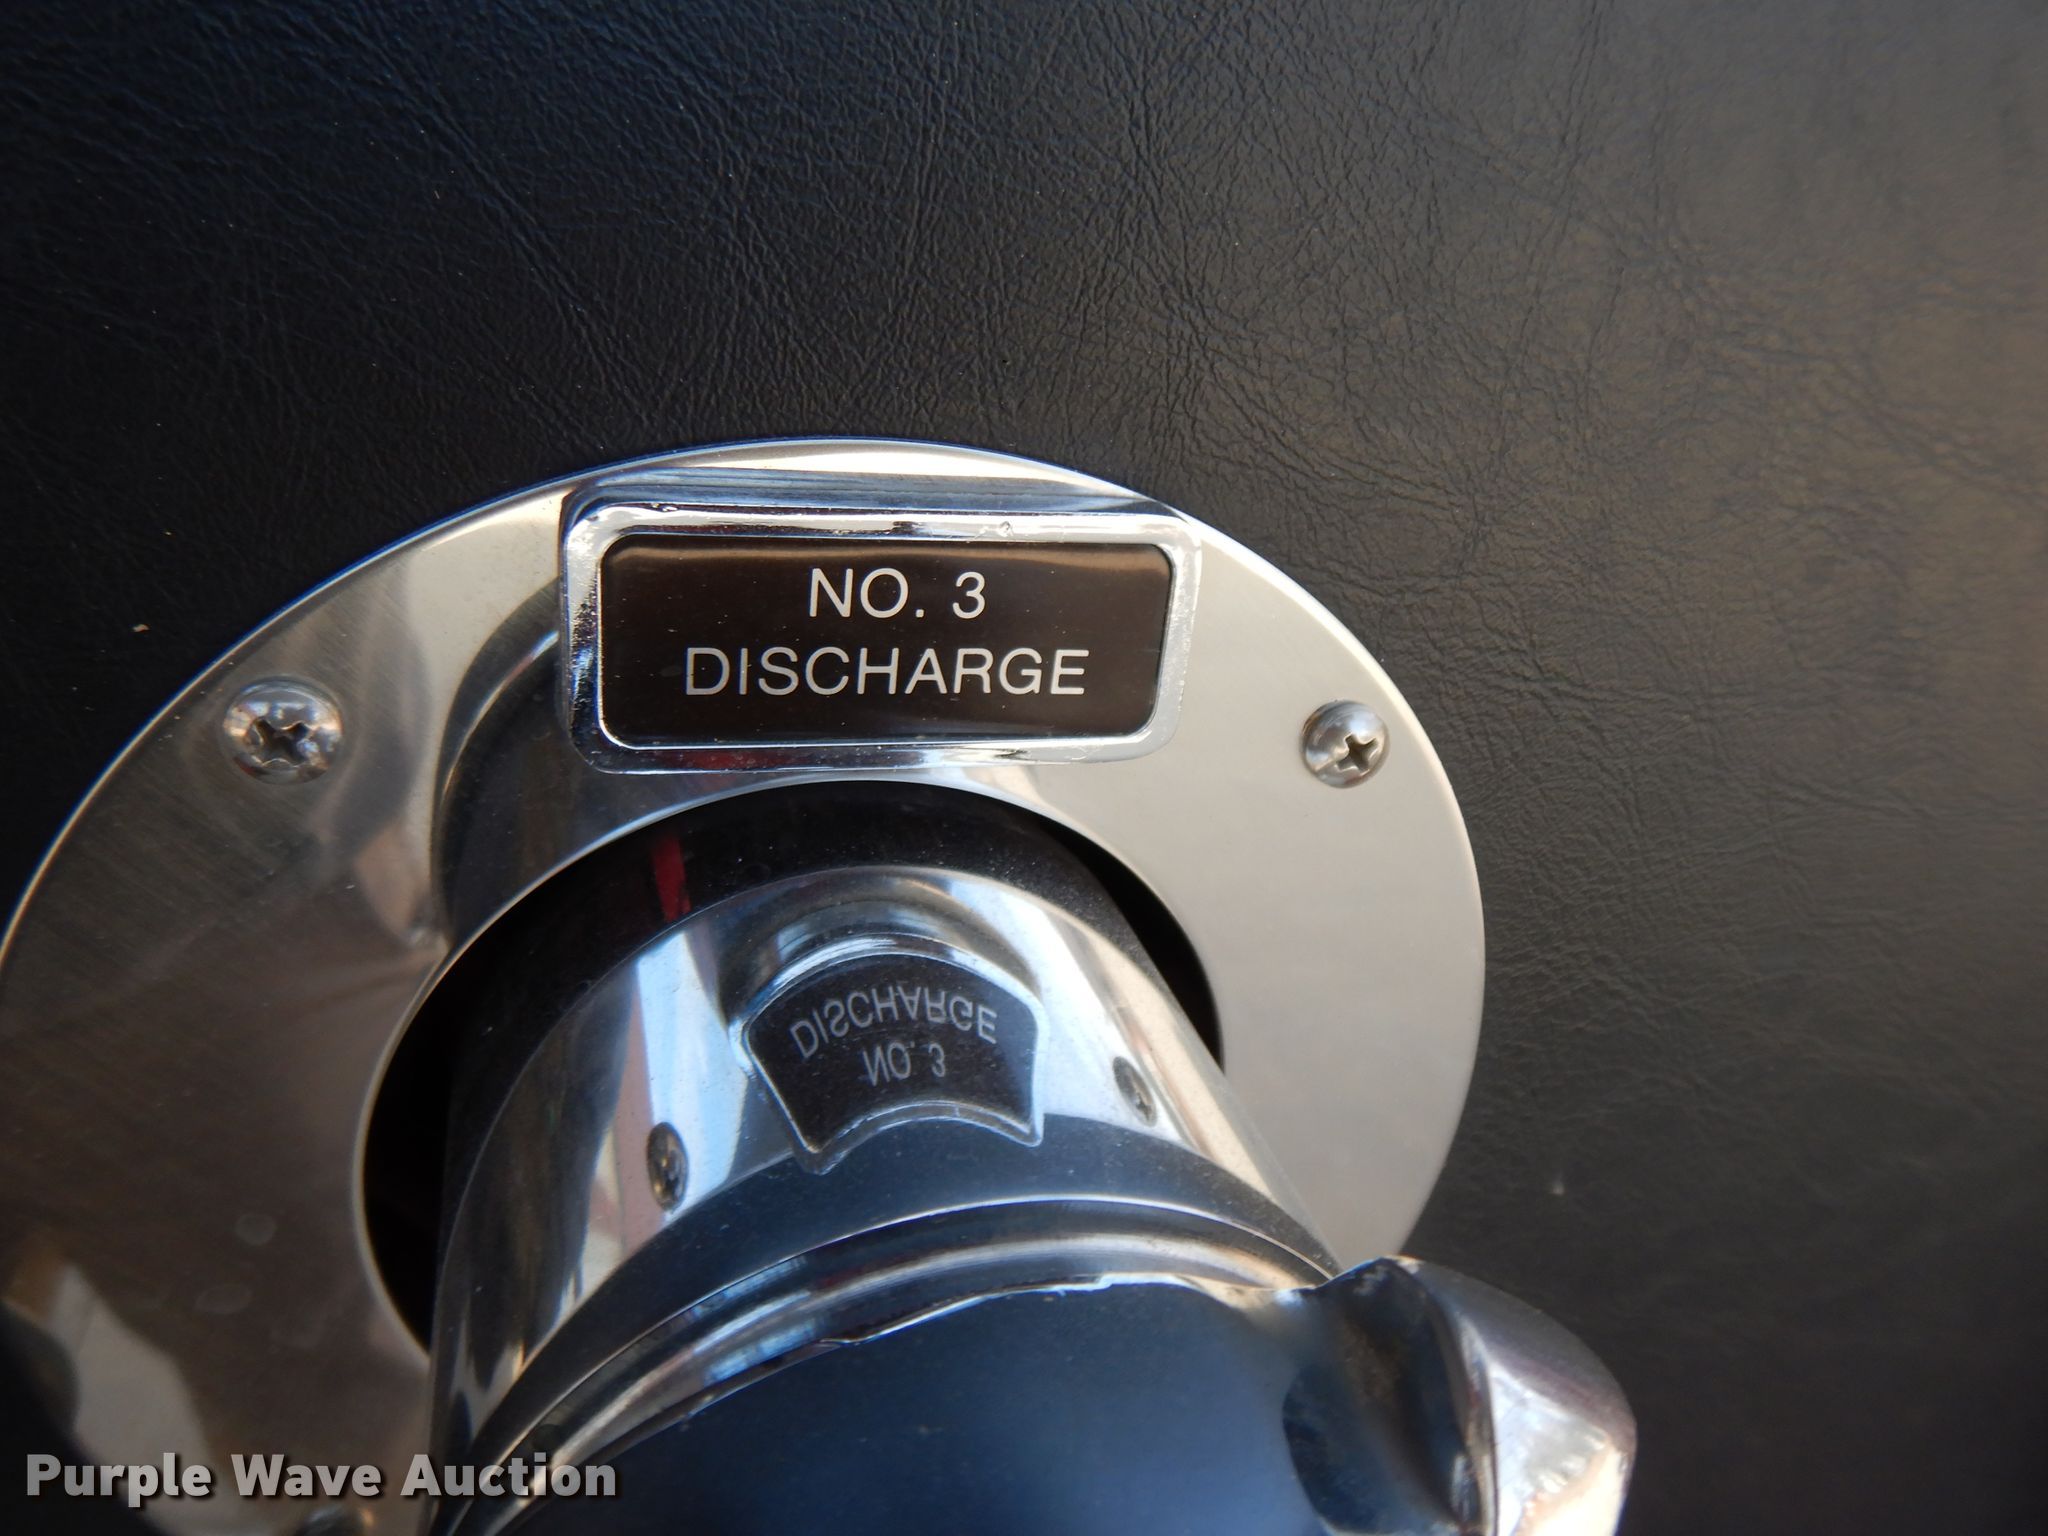 NO. 3
DISCHARGE
DISCHARGE
NO. 3
Purple Wave Auction